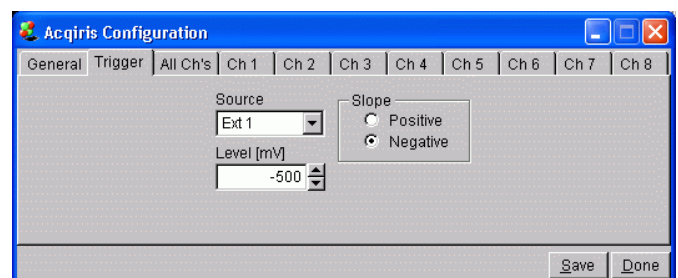 Acqiris Configuration
General Trigger All Ch's Ch 1 Ch 2 Ch 3 Ch 4 Ch 5 Ch 6 Ch 7 Ch 8
Source
Ext 1
Level [mV]
-500
Slope
Positive
Negative
Save Done